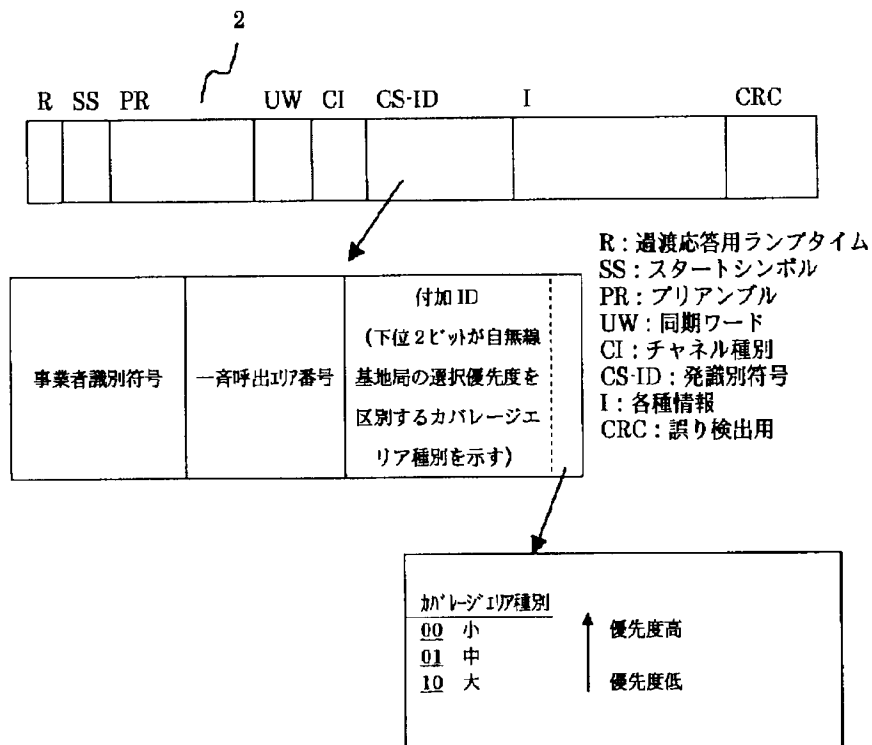 2
R SS PR UW CI CS-ID I CRC
R：過渡応答用ランプタイム
SS：スタートシンボル
PR：プリアンブル
UW：同期ワード
CI：チャネル種別
CS-ID：発識別符号
I：各種情報
CRC：誤り検出用
事業者識別符号
一斉呼出エリア番号
付加 ID
(下位 2 ビットが自無線
基地局の選択優先度を
区別するカバレージエ
リア種別を示す)
カバレージエリア種別
00 小
01 中
10 大
優先度高
優先度低